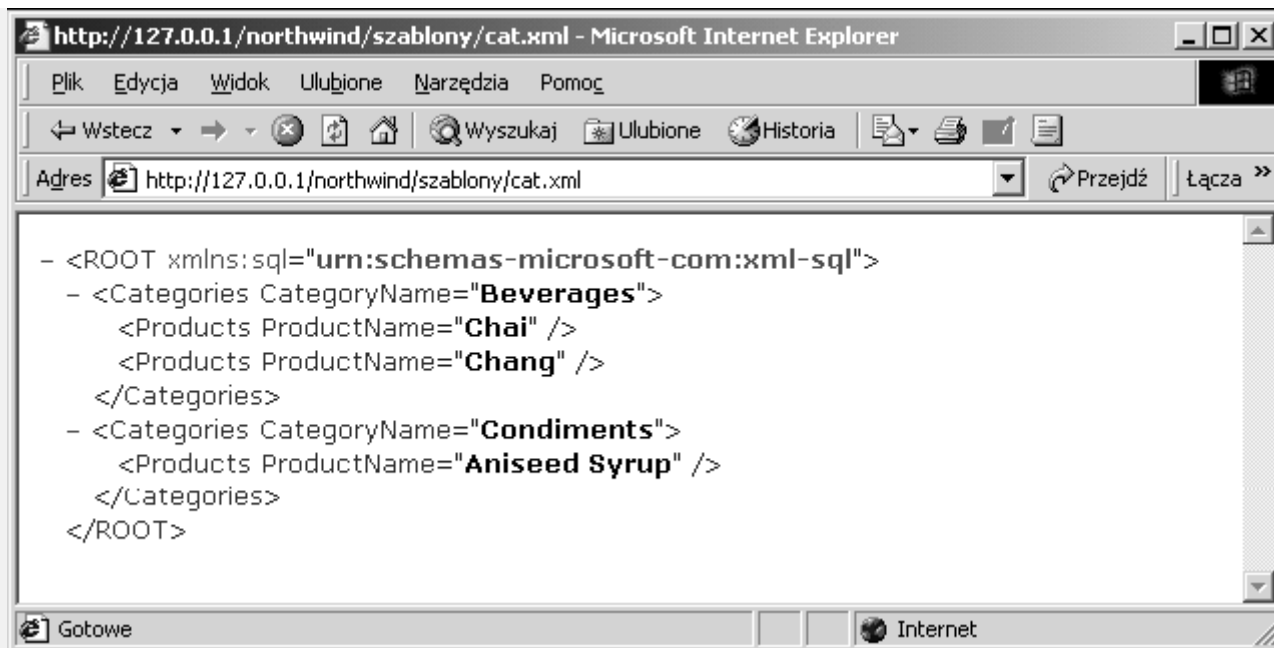 http://127.0.0.1/northwind/szablony/cat.xml - Microsoft Internet Explorer
Plik Edycja Widok Ulubione Narzędzia Pomoc
Wstecz Wyszukaj Ulubione Historia
Adres http://127.0.0.1/northwind/szablony/cat.xml Przejdź Łącza »
- <ROOT xmlns:sql="urn:schemas-microsoft-com:xml-sql">
- <Categories CategoryName="Beverages">
<Products ProductName="Chai" />
<Products ProductName="Chang" />
</Categories>
- <Categories CategoryName="Condiments">
<Products ProductName="Aniseed Syrup" />
</Categories>
</ROOT>
Gotowe Internet